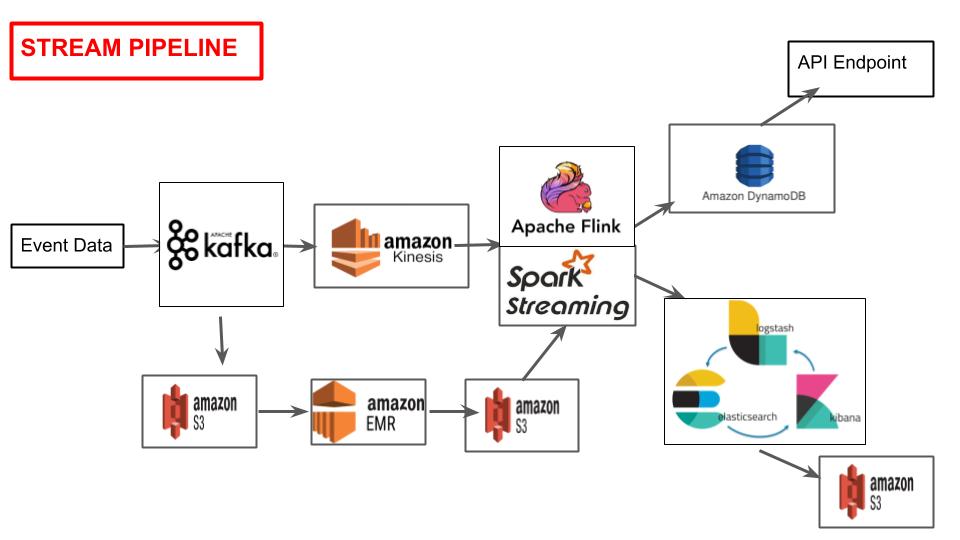 STREAM PIPELINE
API Endpoint
Amazon DynamoDB
Apache Flink
Event Data
APACHE
kafka®
amazon
Kinesis
Spark
Streaming
logstash
elasticsearch
kibana
amazon
S3
amazon
EMR
amazon
S3
amazon
S3